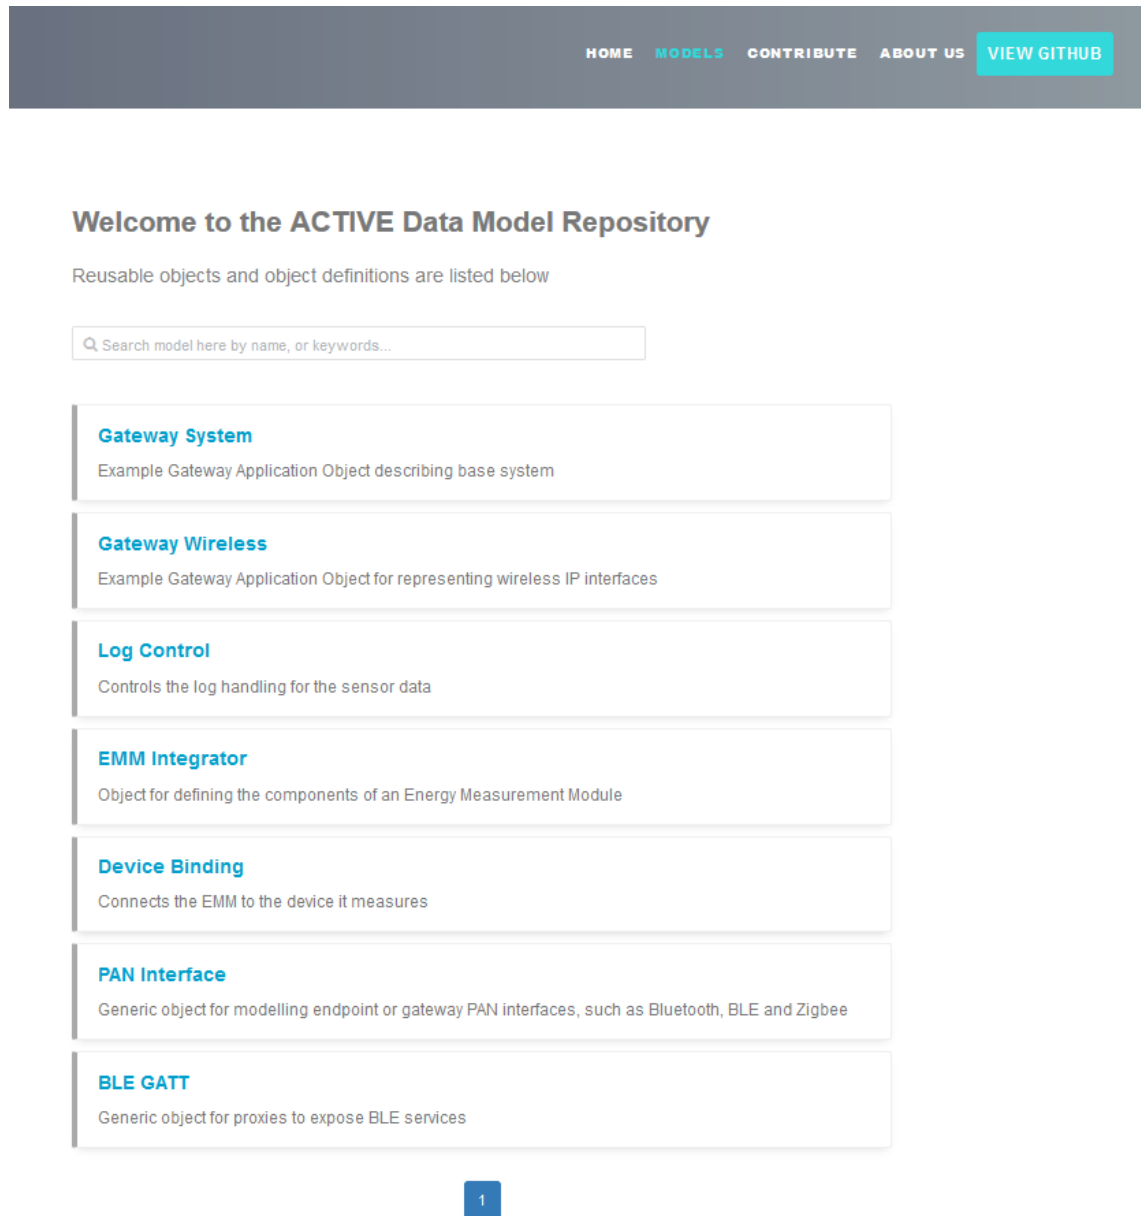 HOME MODELS CONTRIBUTE ABOUT US VIEW GITHUB
Welcome to the ACTIVE Data Model Repository
Reusable objects and object definitions are listed below
Search model here by name, or keywords...
Gateway System
Example Gateway Application Object describing base system
Gateway Wireless
Example Gateway Application Object for representing wireless IP interfaces
Log Control
Controls the log handling for the sensor data
EMM Integrator
Object for defining the components of an Energy Measurement Module
Device Binding
Connects the EMM to the device it measures
PAN Interface
Generic object for modelling endpoint or gateway PAN interfaces, such as Bluetooth, BLE and Zigbee
BLE GATT
Generic object for proxies to expose BLE services
1